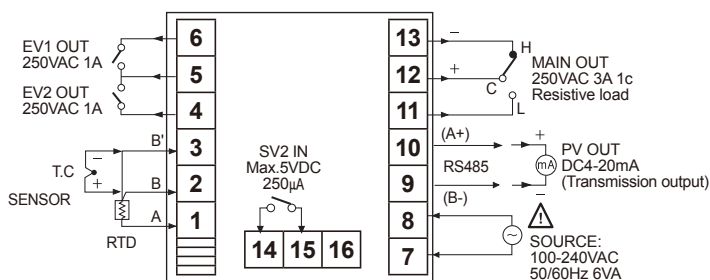 EV1 OUT
250VAC 1A
EV2 OUT
250VAC 1A
6
5
4
3
2
1
B'
B
A
T.C
−
+
SENSOR
RTD
SV2 IN
Max.5VDC
250µA
14 15 16
13
12
11
10
9
8
7
−
+
H
C
L
MAIN OUT
250VAC 3A 1c
Resistive load
(A+)
RS485
(B-)
+
mA
−
PV OUT
DC4-20mA
(Transmission output)
SOURCE:
100-240VAC
50/60Hz 6VA